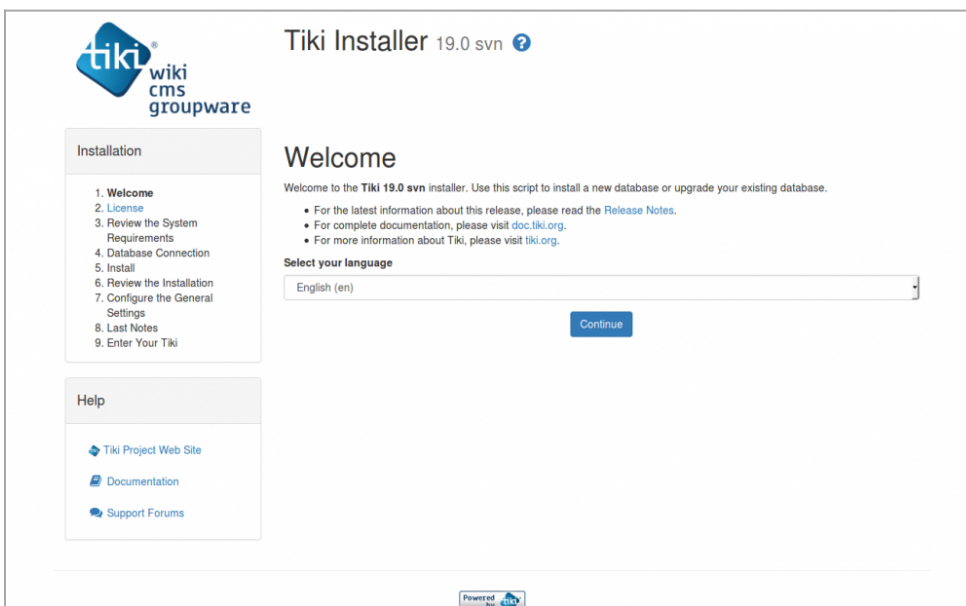 tiki®
wiki
cms
groupware
Tiki Installer 19.0 svn ?
Installation
1. Welcome
2. License
3. Review the System
Requirements
4. Database Connection
5. Install
6. Review the Installation
7. Configure the General
Settings
8. Last Notes
9. Enter Your Tiki
Help
Tiki Project Web Site
Documentation
Support Forums
Welcome
Welcome to the Tiki 19.0 svn installer. Use this script to install a new database or upgrade your existing database.
• For the latest information about this release, please read the Release Notes.
• For complete documentation, please visit doc.tiki.org.
• For more information about Tiki, please visit tiki.org.
Select your language
English (en)
Continue
Powered
by tiki